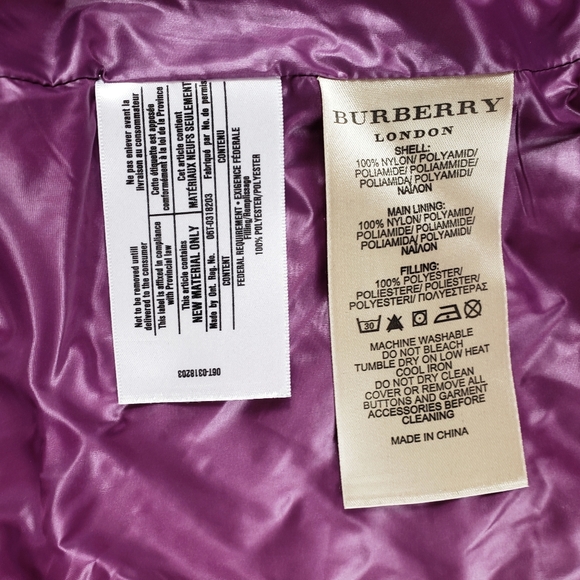 Not to be removed until
delivered to the consumer
Ne pas enlever avant la
livraison au consommateur
This label is affixed in compliance
with Provincial law
Cette étiquette est apposée
conformément à la loi de la Province
This article contains
NEW MATERIAL ONLY
Cet article contient
MATÉRIAUX NEUFS SEULEMENT
Made by Ont. Reg. No. 06T-0318203 Fabriqué par No. de permis
CONTENT CONTENU
FEDERAL REQUIREMENT • EXIGENCE FÉDÉRALE
Filling/Remplissage
100% POLYESTER/POLYESTER
06T-0318203
BURBERRY
LONDON
SHELL:
100% NYLON/ POLYAMID/
POLIAMIDE/ POLIAMMIDE/
POLIAMIDA/ POLYAMIDE/
ΝΑΪΛΟΝ
MAIN LINING:
100% NYLON/ POLYAMID/
POLIAMIDE/ POLIAMMIDE/
POLIAMIDA/ POLYAMIDE/
ΝΑΪΛΟΝ
FILLING:
100% POLYESTER/
POLIESTER/ POLIESTERE/
POLYESTERI/ ΠΟΛΥΕΣΤΕΡΑΣ
30
MACHINE WASHABLE
DO NOT BLEACH
TUMBLE DRY ON LOW HEAT
COOL IRON
DO NOT DRY CLEAN
COVER OR REMOVE ALL
BUTTONS AND GARMENT
ACCESSORIES BEFORE
CLEANING
MADE IN CHINA